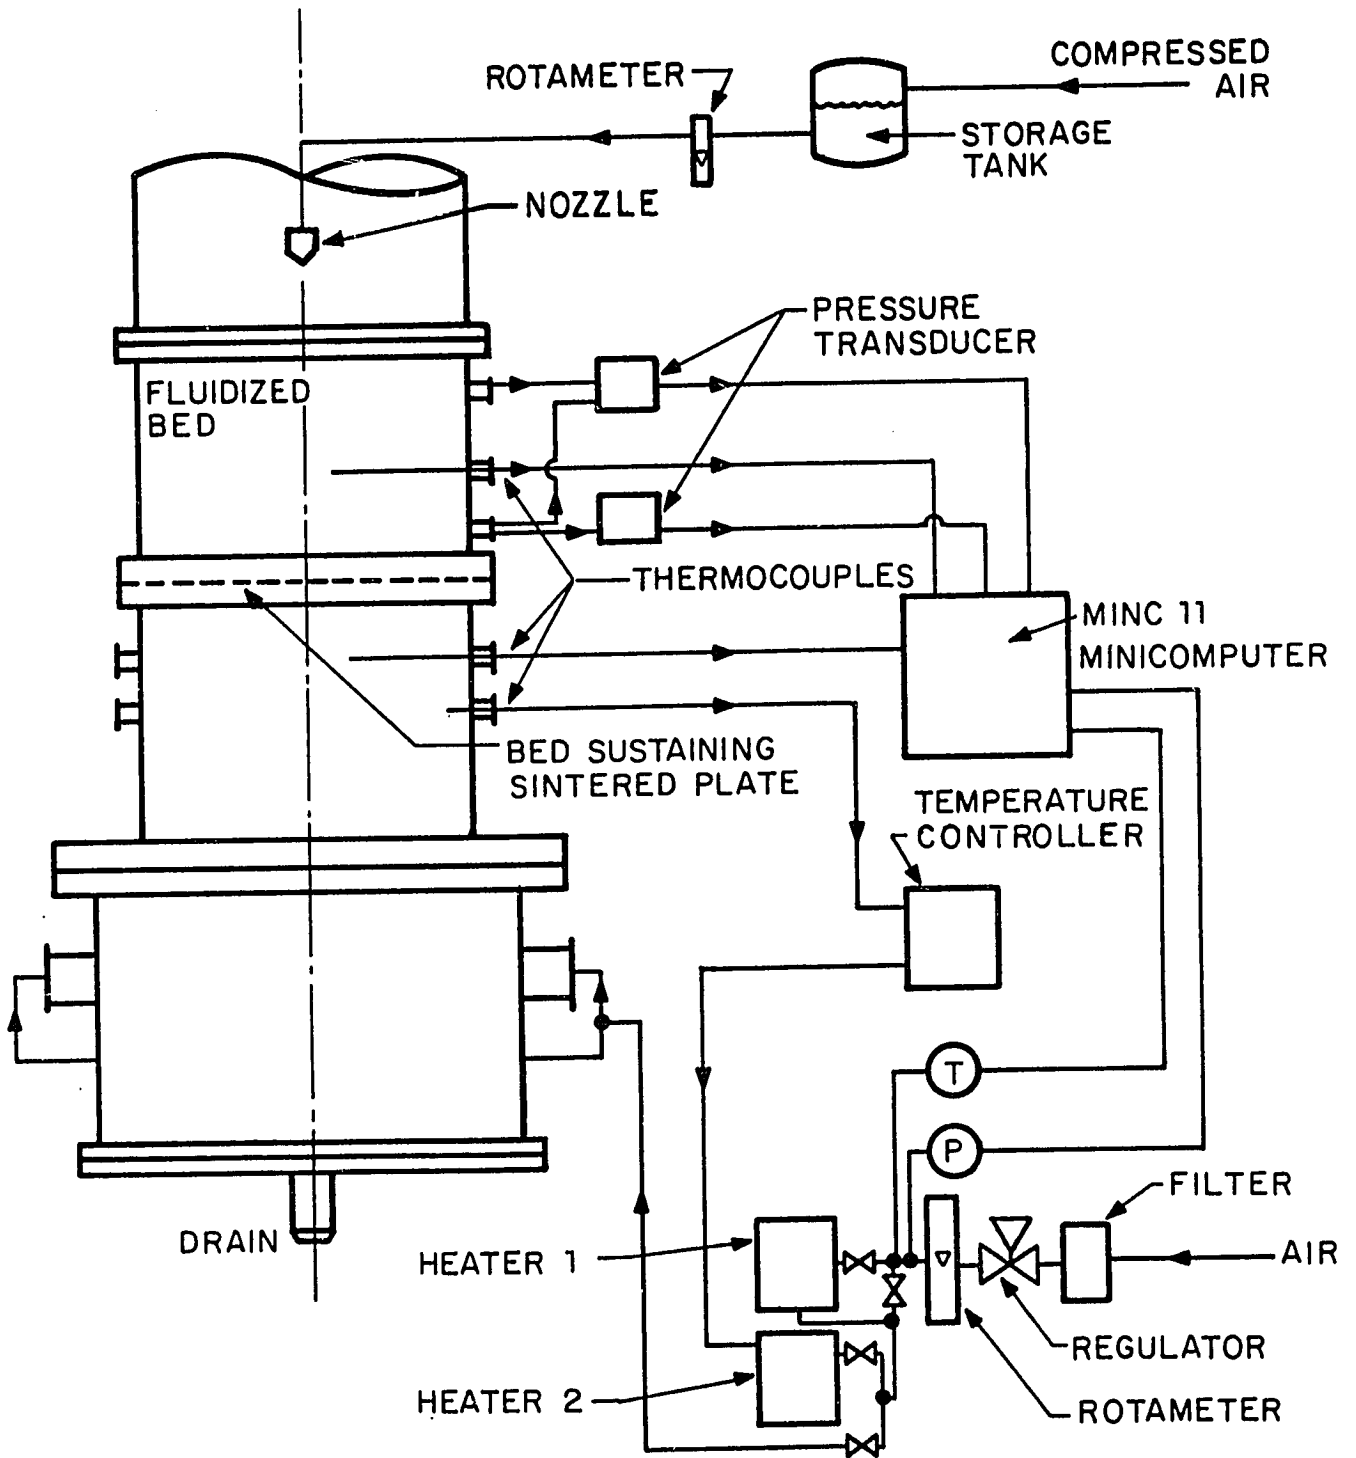 COMPRESSED
AIR
ROTAMETER
STORAGE
TANK
NOZZLE
PRESSURE
TRANSDUCER
FLUIDIZED
BED
THERMOCOUPLES
MINC 11
MINICOMPUTER
BED SUSTAINING
SINTERED PLATE
TEMPERATURE
CONTROLLER
T
P
FILTER
DRAIN
HEATER 1
AIR
REGULATOR
HEATER 2
ROTAMETER